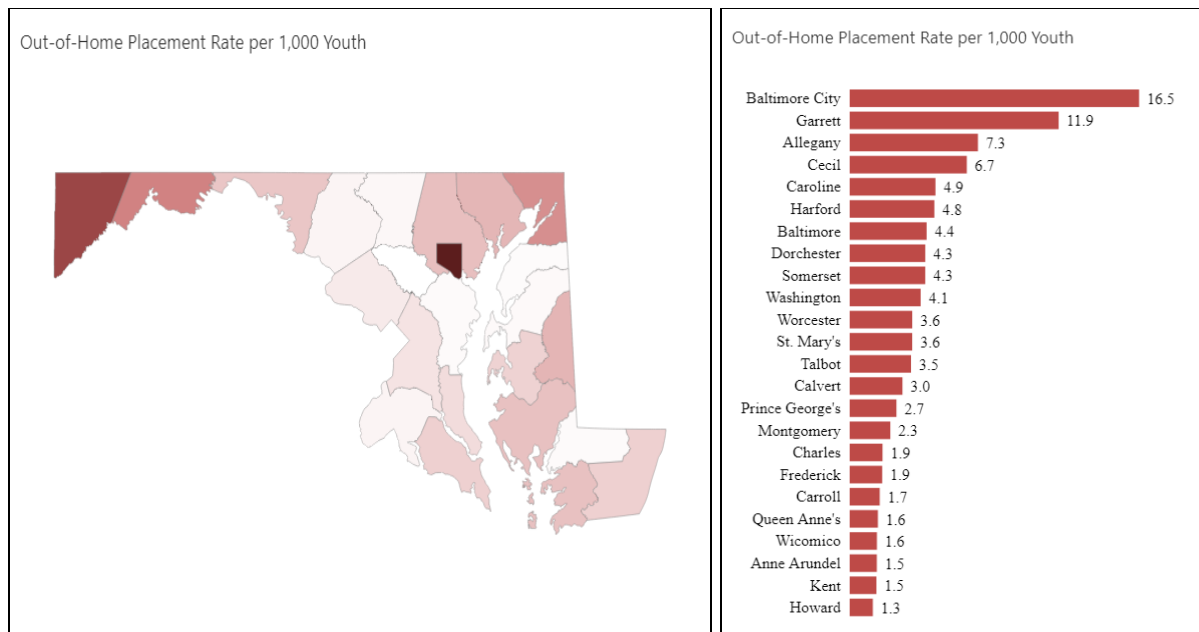 Out-of-Home Placement Rate per 1,000 Youth
Out-of-Home Placement Rate per 1,000 Youth
Baltimore City 16.5
Garrett 11.9
Allegany 7.3
Cecil 6.7
Caroline 4.9
Harford 4.8
Baltimore 4.4
Dorchester 4.3
Somerset 4.3
Washington 4.1
Worcester 3.6
St. Mary's 3.6
Talbot 3.5
Calvert 3.0
Prince George's 2.7
Montgomery 2.3
Charles 1.9
Frederick 1.9
Carroll 1.7
Queen Anne's 1.6
Wicomico 1.6
Anne Arundel 1.5
Kent 1.5
Howard 1.3